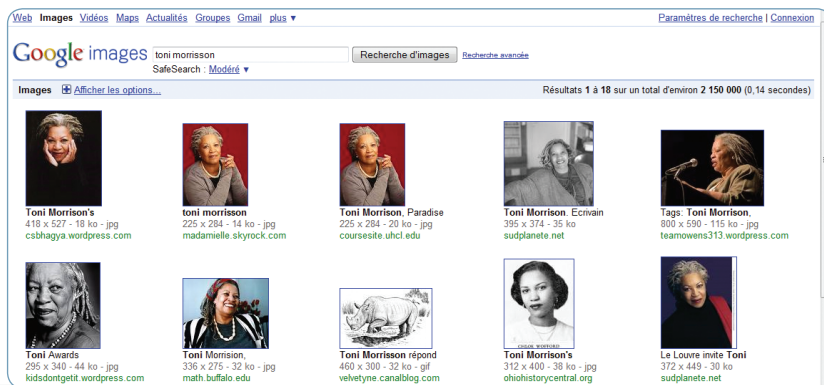 Web Images Vidéos Maps Actualités Groupes Gmail plus ▼ Paramètres de recherche | Connexion
Google images toni morrisson Recherche d'images Recherche avancée
SafeSearch : Modéré ▼
Images Afficher les options... Résultats 1 à 18 sur un total d'environ 2 150 000 (0,14 secondes)
Toni Morrison's
418 x 527 - 18 ko - jpg
csbhagya.wordpress.com
toni morrisson
225 x 284 - 14 ko - jpg
madamielle.skyrock.com
Toni Morrison, Paradise
225 x 284 - 20 ko - jpg
coursesite.uhcl.edu
Toni Morrison. Ecrivain
395 x 374 - 35 ko
sudplanete.net
Tags: Toni Morrison,
800 x 590 - 115 ko - jpg
teamowens313.wordpress.com
Toni Awards
295 x 340 - 44 ko - jpg
kidsdontgetit.wordpress.com
Toni Morrision,
336 x 275 - 32 ko - jpg
math.buffalo.edu
Toni Morrisson répond
460 x 300 - 32 ko - gif
velvetyne.canalblog.com
CHLOE WOFFORD
Toni Morrison's
312 x 400 - 38 ko - jpg
ohiohistorycentral.org
Le Louvre invite Toni
372 x 449 - 30 ko
sudplanete.net